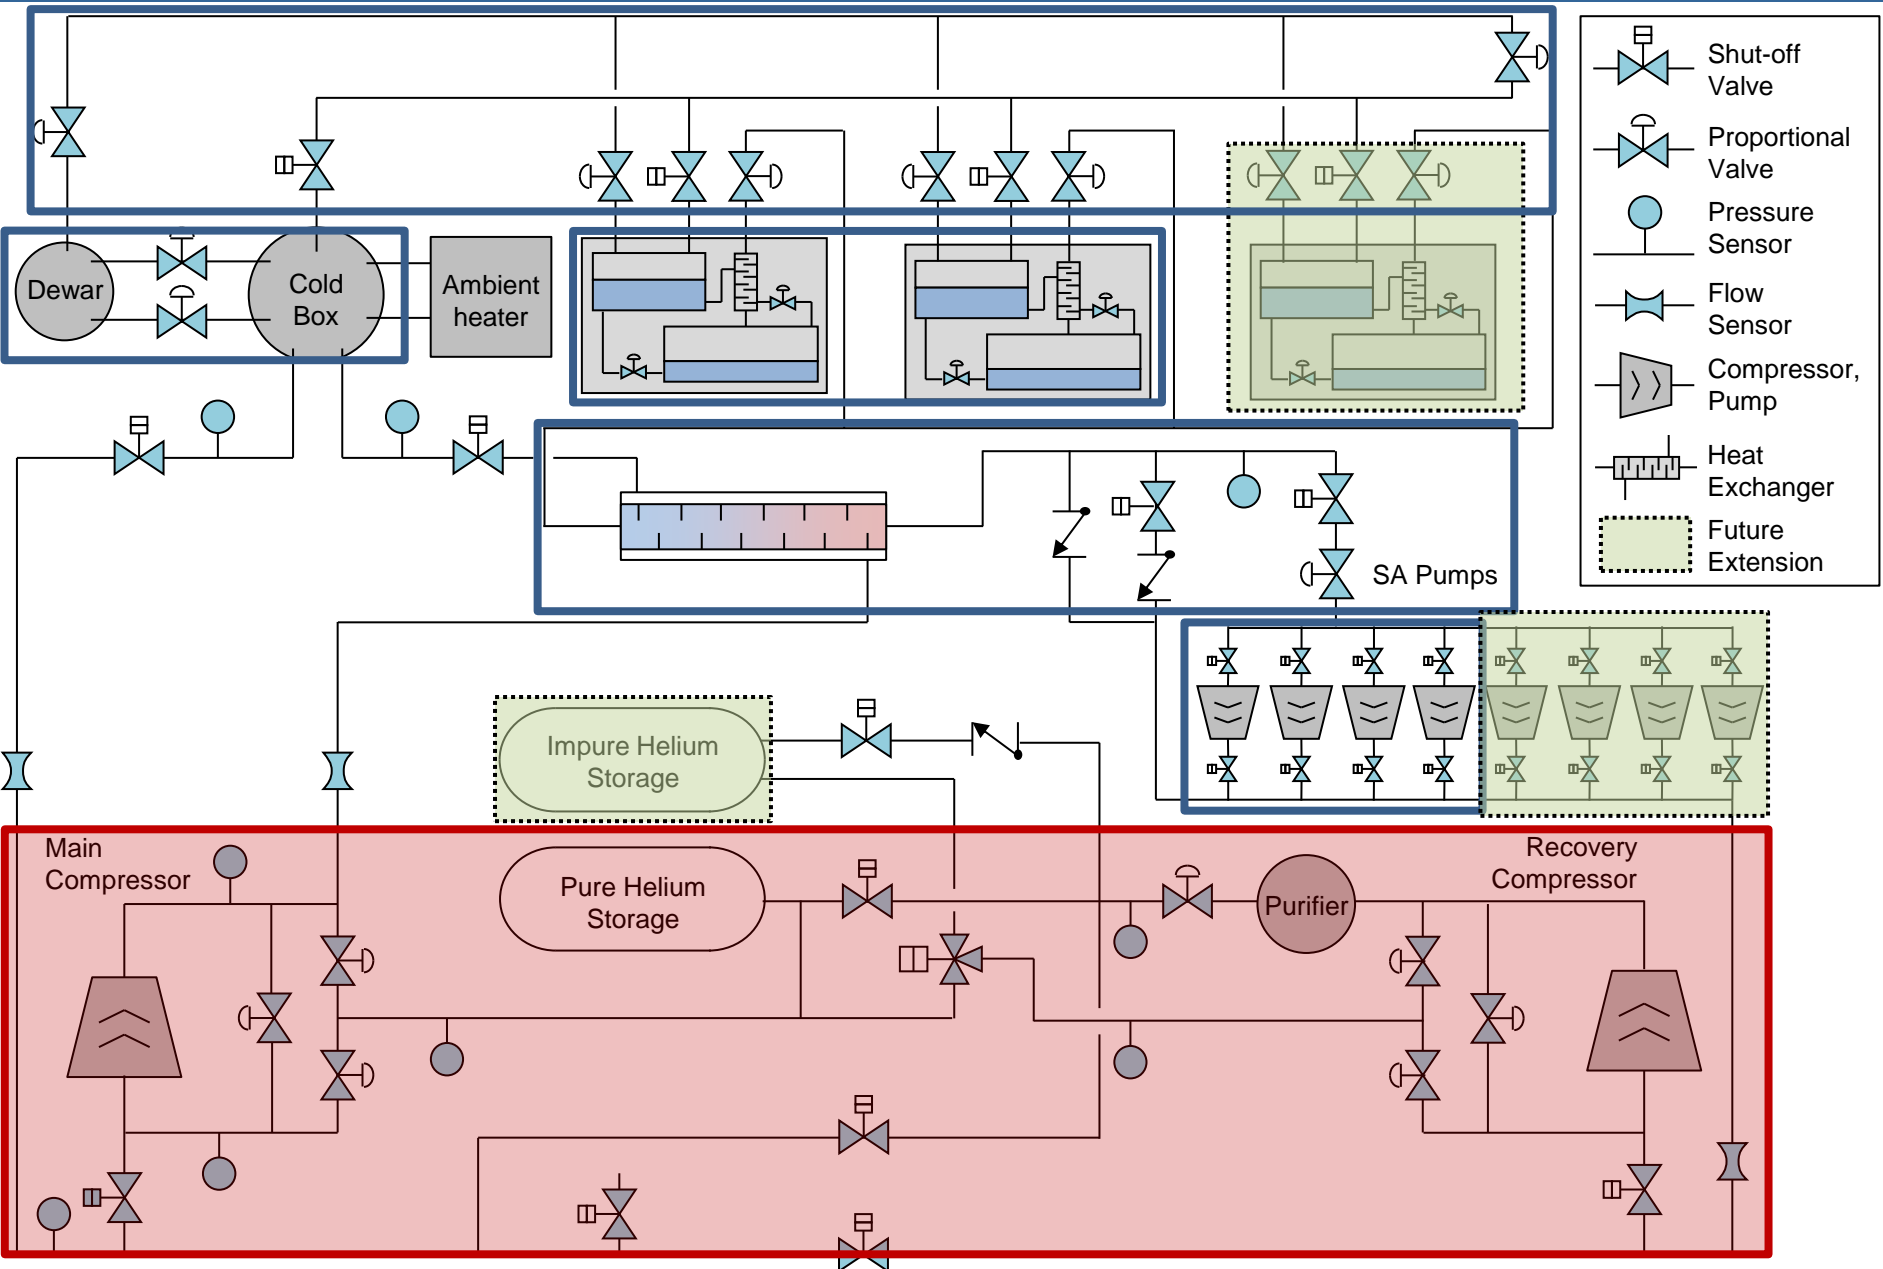 Shut-off
Valve
Proportional
Valve
Pressure
Sensor
Flow
Sensor
Compressor,
Pump
Heat
Exchanger
Future
Extension
Dewar
Cold
Box
Ambient
heater
SA Pumps
Impure Helium
Storage
Main
Compressor
Pure Helium
Storage
Purifier
Recovery
Compressor